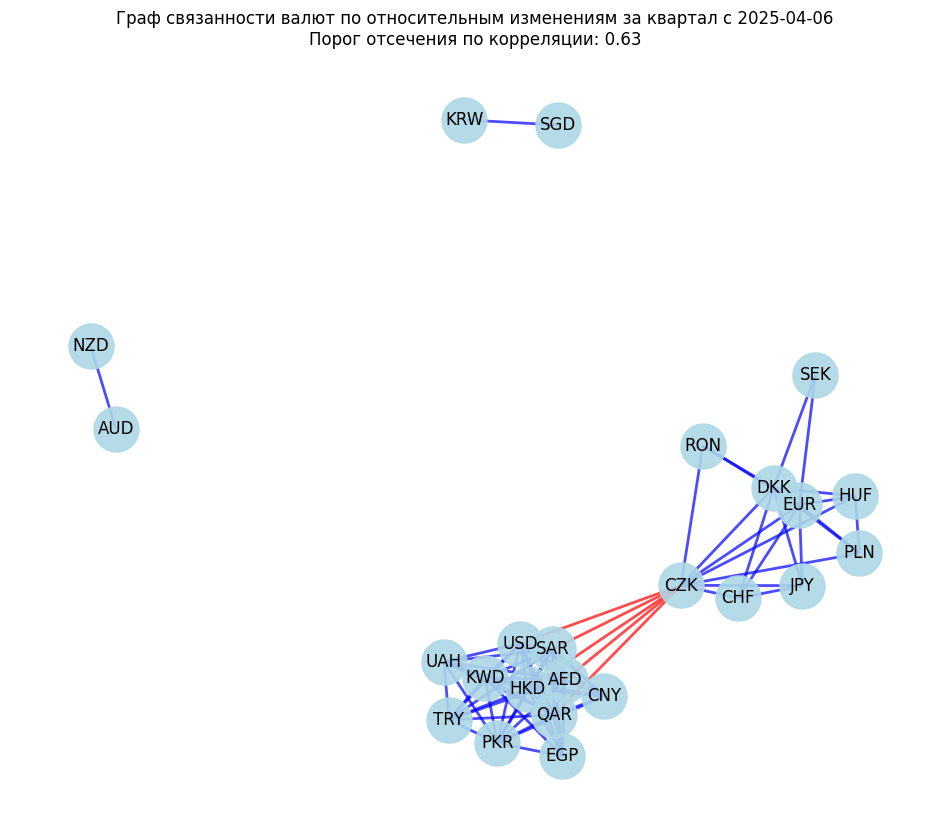 Граф связанности валют по относительным изменениям за квартал с 2025-04-06
Порог отсечения по корреляции: 0.63
KRW
SGD
NZD
SEK
AUD
RON
DKK
HUF
EUR
PLN
CZK
JPY
CHF
USD
SAR
UAH
KWD
AED
HKD
CNY
QAR
TRY
PKR
EGP